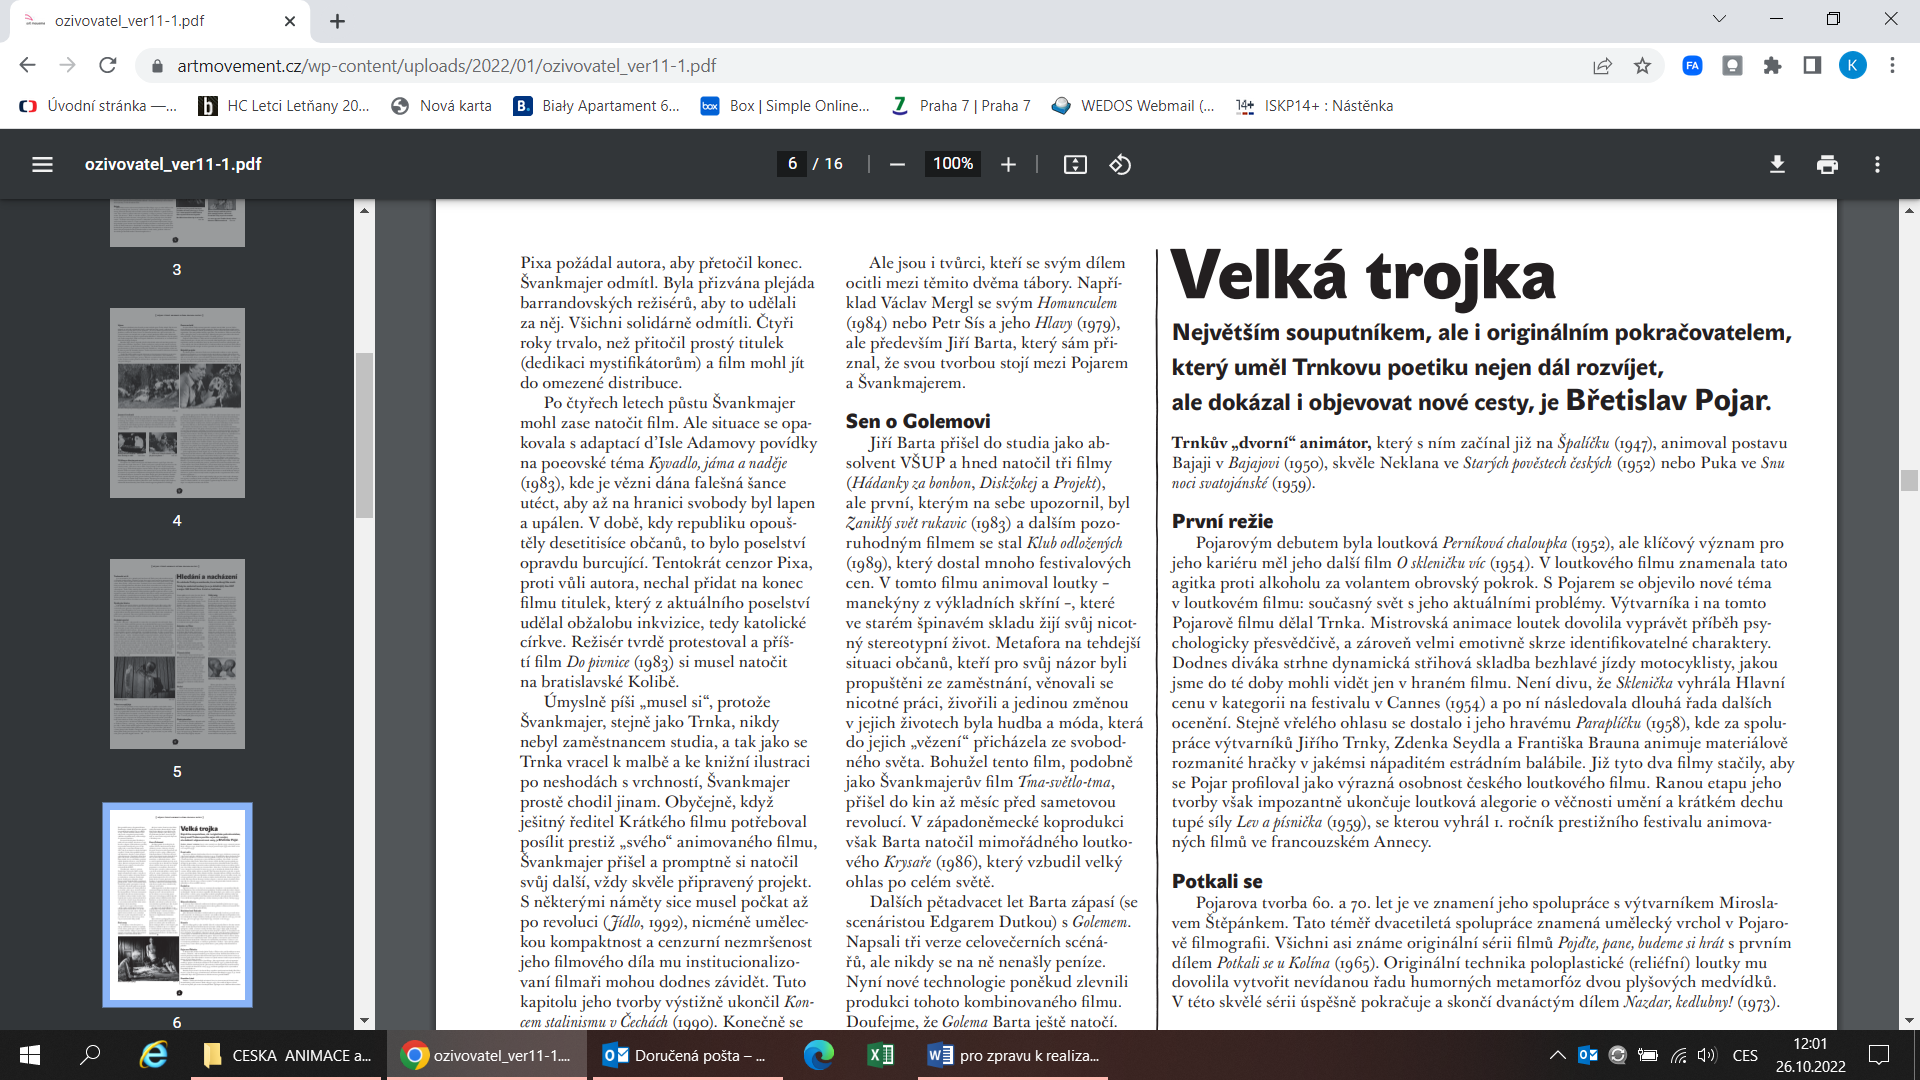 ozivovatel_ver11-1.pdf
artmovement.cz/wp-content/uploads/2022/01/ozivovatel_ver11-1.pdf
FA
K
Úvodní stránka —...
HC Letci Letňany 20...
Nová karta
Biały Apartament 6...
Box | Simple Online...
Praha 7 | Praha 7
WEDOS Webmail (...
ISKP14+ : Nástěnka
ozivovatel_ver11-1.pdf
6 / 16
100%
3
4
5
6
Pixa požádal autora, aby přetočil konec.
Švankmajer odmítl. Byla přizvána plejáda
barrandovských režisérů, aby to udělali
za něj. Všichni solidárně odmítli. Čtyři
roky trvalo, než přitočil prostý titulek
(dedikaci mystifikátorům) a film mohl jít
do omezené distribuce.
Po čtyřech letech půstu Švankmajer
mohl zase natočit film. Ale situace se opa-
kovala s adaptací d’Isle Adamovy povídky
na poeovské téma Kyvadlo, jáma a naděje
(1983), kde je vězni dána falešná šance
utéct, aby až na hranici svobody byl lapen
a upálen. V době, kdy republiku opouš-
těly desetitisíce občanů, to bylo poselství
opravdu burcující. Tentokrát cenzor Pixa,
proti vůli autora, nechal přidat na konec
filmu titulek, který z aktuálního poselství
udělal obžalobu inkvizice, tedy katolické
církve. Režisér tvrdě protestoval a příš-
tí film Do pivnice (1983) si musel natočit
na bratislavské Kolibě.
Úmyslně píši „musel si“, protože
Švankmajer, stejně jako Trnka, nikdy
nebyl zaměstnancem studia, a tak jako se
Trnka vracel k malbě a ke knižní ilustraci
po neshodách s vrchností, Švankmajer
prostě chodil jinam. Obyčejně, když
ješitný ředitel Krátkého filmu potřeboval
posílit prestiž „svého“ animovaného filmu,
Švankmajer přišel a promptně si natočil
svůj další, vždy skvěle připravený projekt.
S některými náměty sice musel počkat až
po revoluci (Jídlo, 1992), nicméně umělec-
kou kompaktnost a cenzurní nezmršenost
jeho filmového díla mu institucionalizo-
vaní filmaři mohou dodnes závidět. Tuto
kapitolu jeho tvorby výstižně ukončil Kon-
cem stalinismu v Čechách (1990). Konečně se
Ale jsou i tvůrci, kteří se svým dílem
ocitli mezi těmito dvěma tábory. Napří-
klad Václav Mergl se svým Homunculem
(1984) nebo Petr Sís a jeho Hlavy (1979),
ale především Jiří Barta, který sám při-
znal, že svou tvorbou stojí mezi Pojarem
a Švankmajerem.
Sen o Golemovi
Jiří Barta přišel do studia jako ab-
solvent VŠUP a hned natočil tři filmy
(Hádanky za bonbon, Diskžokej a Projekt),
ale první, kterým na sebe upozornil, byl
Zaniklý svět rukavic (1983) a dalším pozo-
ruhodným filmem se stal Klub odložených
(1989), který dostal mnoho festivalových
cen. V tomto filmu animoval loutky –
manekýny z výkladních skříní –, které
ve starém špinavém skladu žijí svůj nicot-
ný stereotypní život. Metafora na tehdejší
situaci občanů, kteří pro svůj názor byli
propuštěni ze zaměstnání, věnovali se
nicotné práci, živořili a jedinou změnou
v jejich životech byla hudba a móda, která
do jejich „vězení“ přicházela ze svobod-
ného světa. Bohužel tento film, podobně
jako Švankmajerův film Tma-světlo-tma,
přišel do kin až měsíc před sametovou
revolucí. V západoněmecké koprodukci
však Barta natočil mimořádného loutko-
vého Krysaře (1986), který vzbudil velký
ohlas po celém světě.
Dalších pětadvacet let Barta zápasí (se
scenáristou Edgarem Dutkou) s Golemem.
Napsali tři verze celovečerních scéná-
řů, ale nikdy se na ně nenašly peníze.
Nyní nové technologie poněkud zlevnili
produkci tohoto kombinovaného filmu.
Doufejme, že Golema Barta ještě natočí.
Velká trojka
Největším souputníkem, ale i originálním pokračovatelem,
který uměl Trnkovu poetiku nejen dál rozvíjet,
ale dokázal i objevovat nové cesty, je Břetislav Pojar.
Trnkův „dvorní“ animátor, který s ním začínal již na Špalíčku (1947), animoval postavu
Bajaji v Bajajovi (1950), skvěle Neklana ve Starých pověstech českých (1952) nebo Puka ve Snu
noci svatojánské (1959).
První režie
Pojarovým debutem byla loutková Perníková chaloupka (1952), ale klíčový význam pro
jeho kariéru měl jeho další film O skleničku víc (1954). V loutkového filmu znamenala tato
agitka proti alkoholu za volantem obrovský pokrok. S Pojarem se objevilo nové téma
v loutkovém filmu: současný svět s jeho aktuálními problémy. Výtvarníka i na tomto
Pojarově filmu dělal Trnka. Mistrovská animace loutek dovolila vyprávět příběh psy-
chologicky přesvědčivě, a zároveň velmi emotivně skrze identifikovatelné charaktery.
Dodnes diváka strhne dynamická střihová skladba bezhlavé jízdy motocyklisty, jakou
jsme do té doby mohli vidět jen v hraném filmu. Není divu, že Sklenička vyhrála Hlavní
cenu v kategorii na festivalu v Cannes (1954) a po ní následovala dlouhá řada dalších
ocenění. Stejně vřelého ohlasu se dostalo i jeho hravému Paraplíčku (1958), kde za spolu-
práce výtvarníků Jiřího Trnky, Zdenka Seydla a Františka Brauna animuje materiálově
rozmanité hračky v jakémsi nápaditém estrádním balábile. Již tyto dva filmy stačily, aby
se Pojar profiloval jako výrazná osobnost českého loutkového filmu. Ranou etapu jeho
tvorby však impozantně ukončuje loutková alegorie o věčnosti umění a krátkém dechu
tupé síly Lev a písnička (1959), se kterou vyhrál 1. ročník prestižního festivalu animova-
ných filmů ve francouzském Annecy.
Potkali se
Pojarova tvorba 60. a 70. let je ve znamení jeho spolupráce s výtvarníkem Mirosla-
vem Štěpánkem. Tato téměř dvacetiletá spolupráce znamená umělecký vrchol v Pojaro-
vě filmografii. Všichni asi známe originální sérii filmů Pojďte, pane, budeme si hrát s prvním
dílem Potkali se u Kolína (1965). Originální technika poloplastické (reliéfní) loutky mu
dovolila vytvořit nevídanou řadu humorných metamorfóz dvou plyšových medvídků.
V této skvělé sérii úspěšně pokračuje a skončí dvanáctým dílem Nazdar, kedlubny! (1973).
CESKA ANIMACE a...
ozivovatel_ver11-1....
Doručená pošta – ...
pro zpravu k realiza...
CES
12:01
26.10.2022